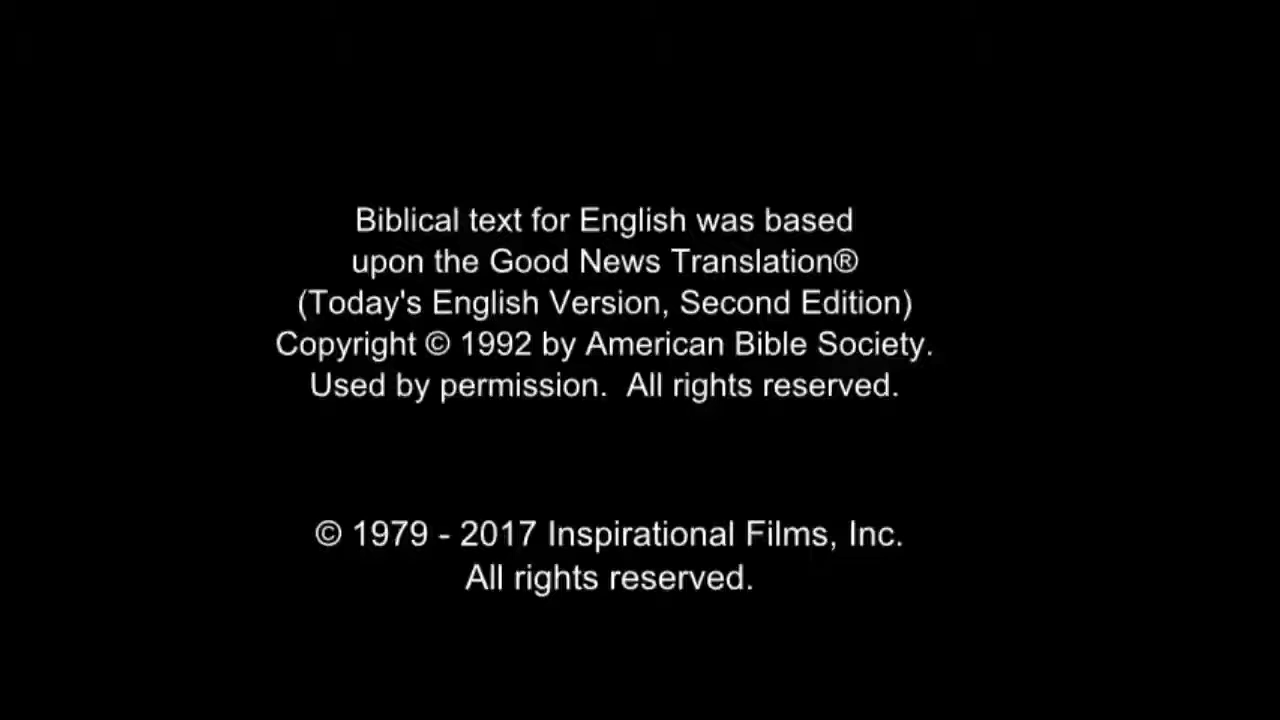 Biblical text for English was based
upon the Good News Translation®
(Today's English Version, Second Edition)
Copyright © 1992 by American Bible Society.
Used by permission.  All rights reserved.
© 1979 - 2017 Inspirational Films, Inc.
All rights reserved.